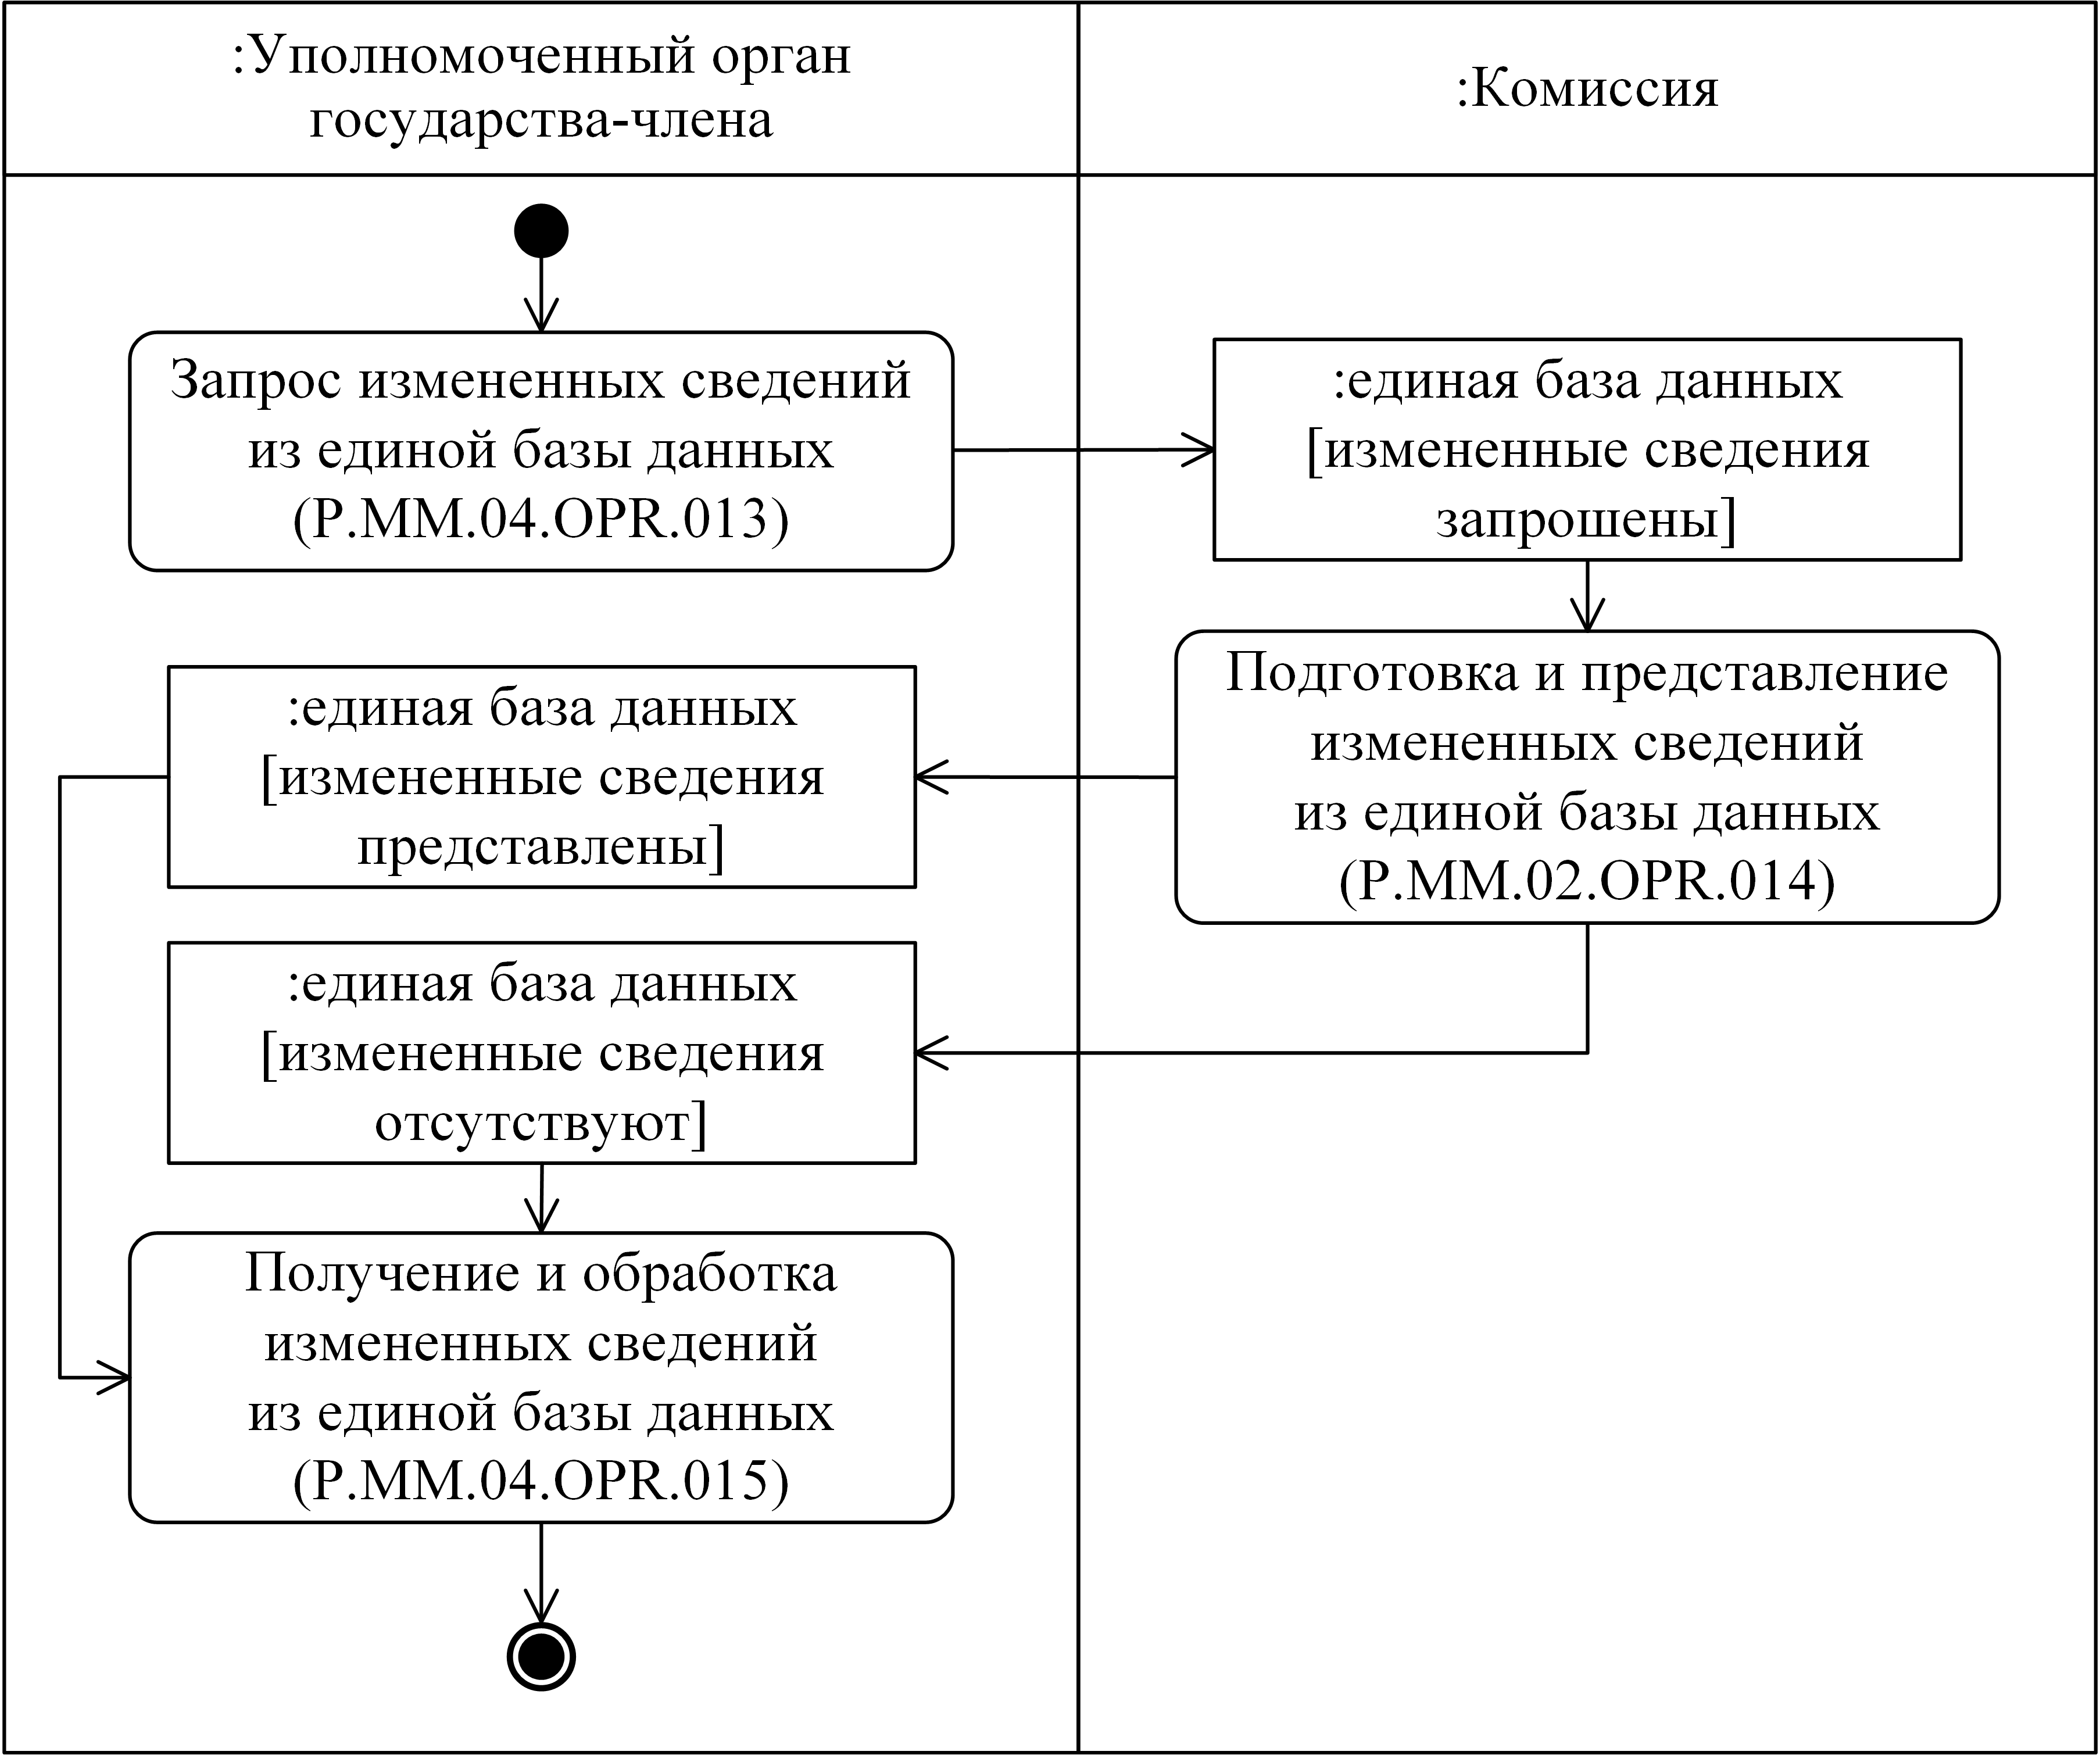 :Уполномоченный орган
государства-члена
:Комиссия
Запрос измененных сведений
из единой базы данных
(P.MM.04.OPR.013)
:единая база данных
[измененные сведения
запрошены]
Подготовка и представление
измененных сведений
из единой базы данных
(P.MM.02.OPR.014)
:единая база данных
[измененные сведения
представлены]
:единая база данных
[измененные сведения
отсутствуют]
Получение и обработка
измененных сведений
из единой базы данных
(P.MM.04.OPR.015)